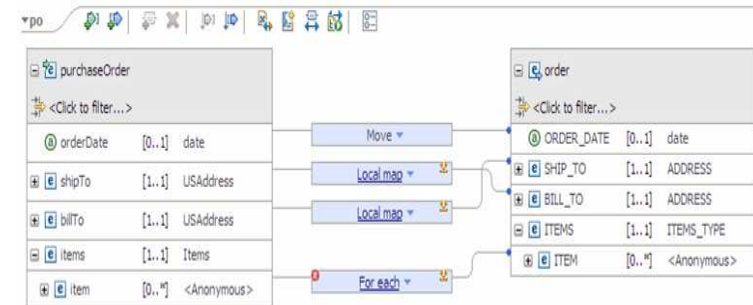 po
purchaseOrder
<Click to filter...>
orderDate [0..1] date
shipTo [1..1] USAddress
billTo [1..1] USAddress
items [1..1] Items
item [0..*] <Anonymous>
Move
Local map
Local map
For each
order
<Click to filter...>
ORDER_DATE [0..1] date
SHIP_TO [1..1] ADDRESS
BILL_TO [1..1] ADDRESS
ITEMS [1..1] ITEMS_TYPE
ITEM [0..*] <Anonymous>